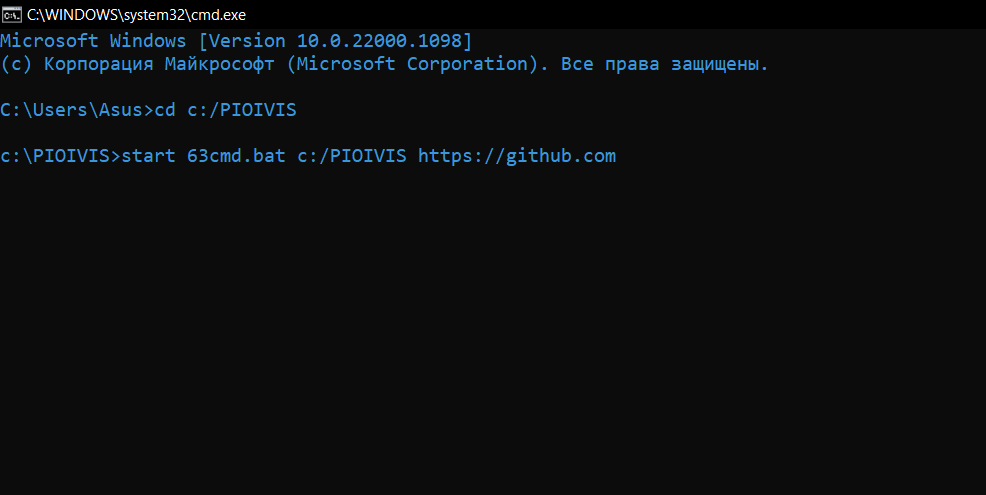 C:\WINDOWS\system32\cmd.exe
Microsoft Windows [Version 10.0.22000.1098]
(c) Корпорация Майкрософт (Microsoft Corporation). Все права защищены.
C:\Users\Asus>cd c:/PIOIVIS
c:\PIOIVIS>start 63cmd.bat c:/PIOIVIS https://github.com